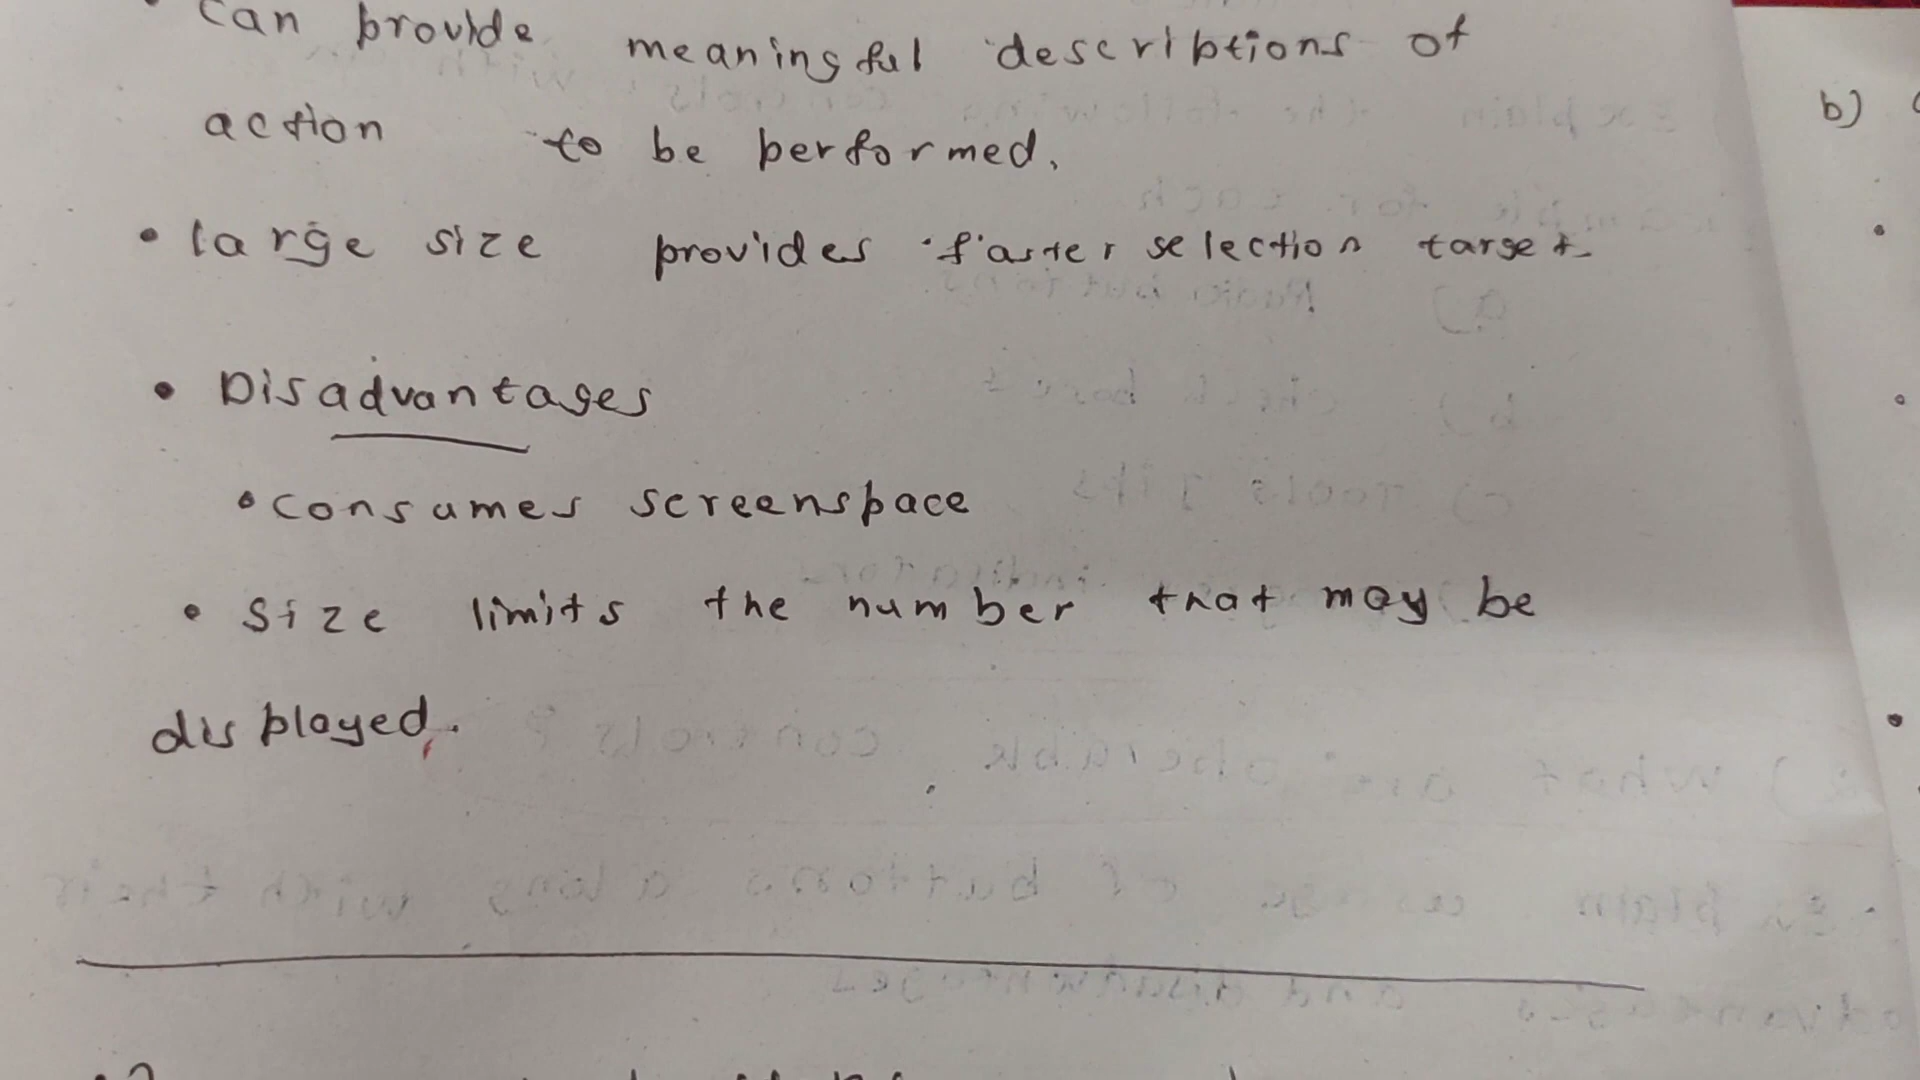 • Can provide meaningful descriptions of
action to be performed.
• large size provides faster selection target
• Disadvantages
• consumes screenspace
• Size limits the number that may be
displayed.
b)